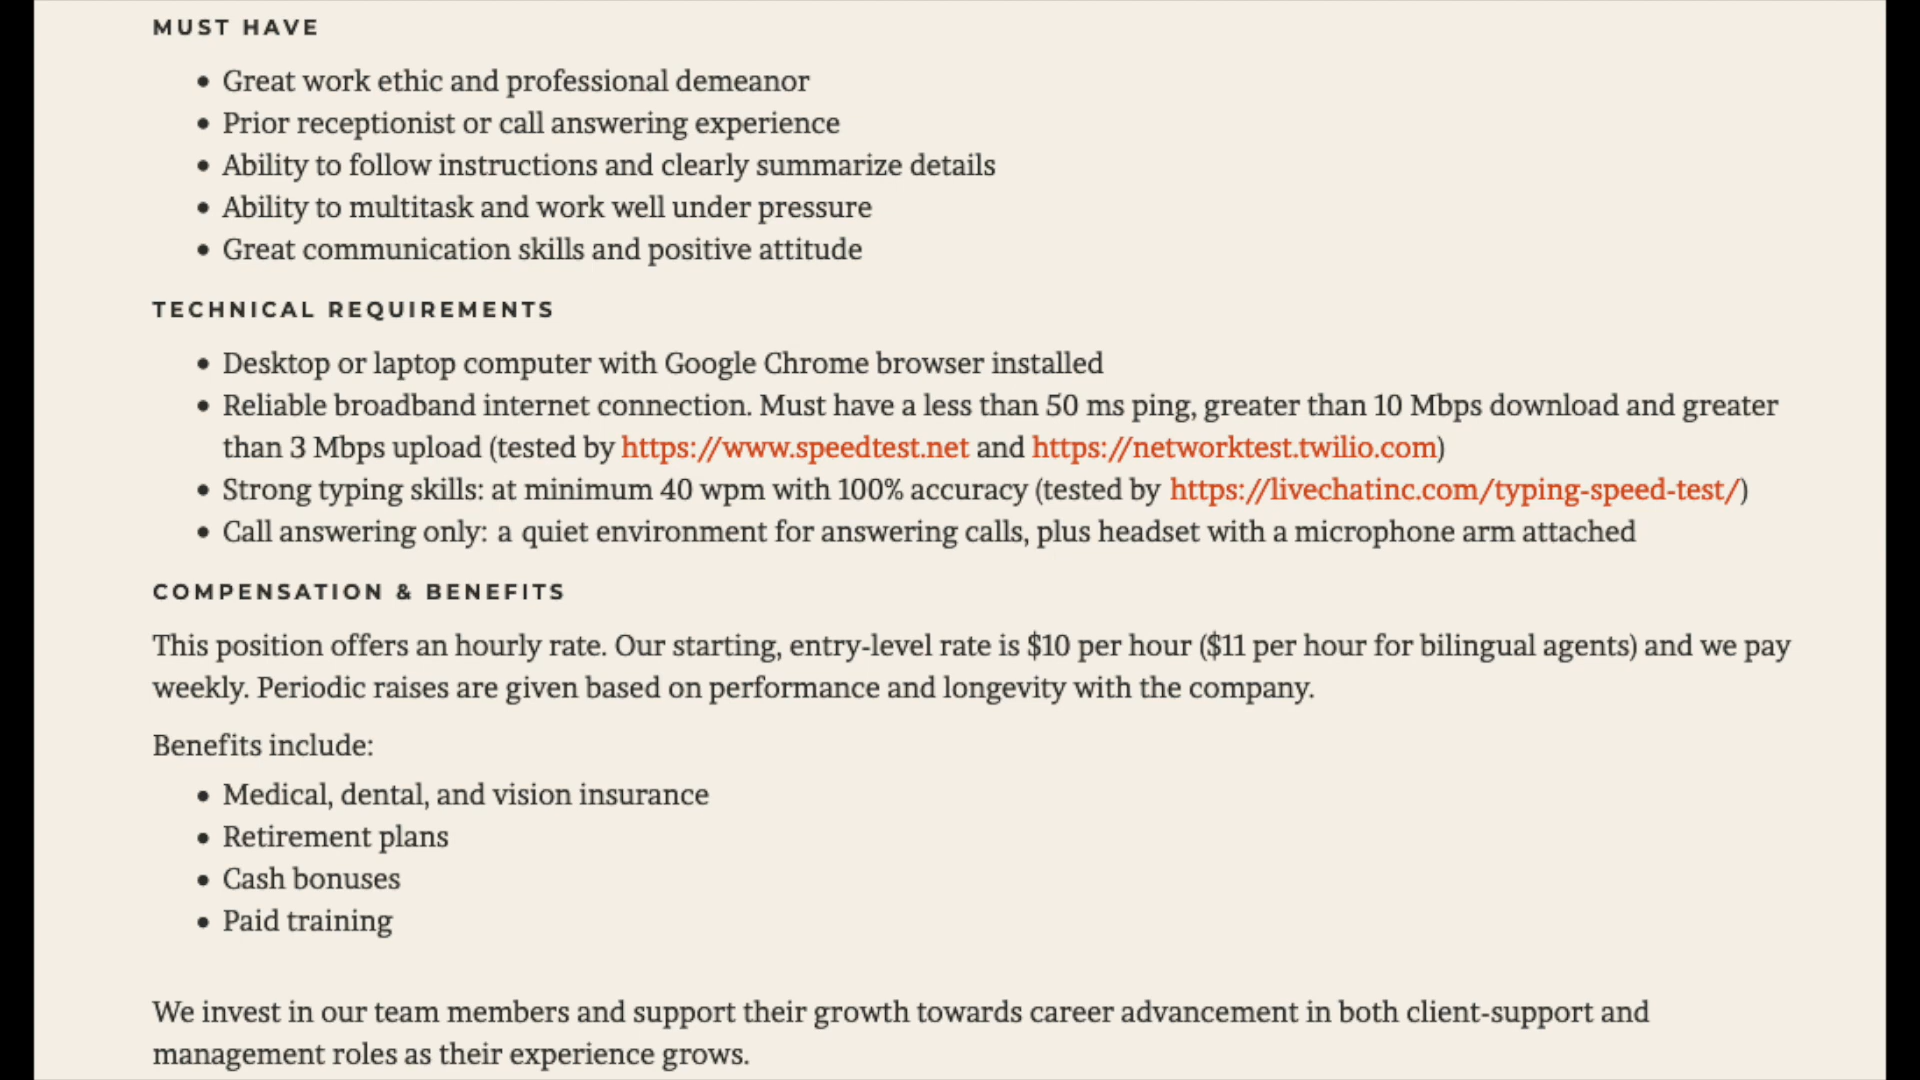 MUST HAVE
• Great work ethic and professional demeanor
• Prior receptionist or call answering experience
• Ability to follow instructions and clearly summarize details
• Ability to multitask and work well under pressure
• Great communication skills and positive attitude
TECHNICAL REQUIREMENTS
• Desktop or laptop computer with Google Chrome browser installed
• Reliable broadband internet connection. Must have a less than 50 ms ping, greater than 10 Mbps download and greater
than 3 Mbps upload (tested by https://www.speedtest.net and https://networktest.twilio.com)
• Strong typing skills: at minimum 40 wpm with 100% accuracy (tested by https://livechatinc.com/typing-speed-test/)
• Call answering only: a quiet environment for answering calls, plus headset with a microphone arm attached
COMPENSATION & BENEFITS
This position offers an hourly rate. Our starting, entry-level rate is $10 per hour ($11 per hour for bilingual agents) and we pay
weekly. Periodic raises are given based on performance and longevity with the company.
Benefits include:
• Medical, dental, and vision insurance
• Retirement plans
• Cash bonuses
• Paid training
We invest in our team members and support their growth towards career advancement in both client-support and
management roles as their experience grows.